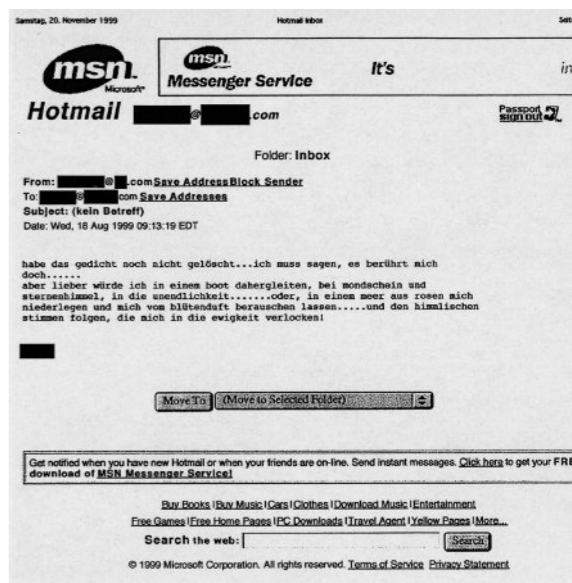 Samstag, 20. November 1999 Hotmail Inbox Seit
msn.
Microsoft®
msn.
Messenger Service It's in
Hotmail @ .com Passport sign out
Folder: Inbox
From: @ .com Save Address Block Sender
To: @ com Save Addresses
Subject: (kein Betreff)
Date: Wed, 18 Aug 1999 09:13:19 EDT
habe das gedicht noch nicht gelöscht...ich muss sagen, es berührt mich
doch......
aber lieber würde ich in einem boot dahergleiten, bei mondschein und
sternenhimmel, in die unendlichkeit.......oder, in einem meer aus rosen mich
niederlegen und mich vom blütenduft berauschen lassen.....und den himmlischen
stimmen folgen, die mich in die ewigkeit verlocken!
Move To (Move to Selected Folder)
Get notified when you have new Hotmail or when your friends are on-line. Send instant messages. Click here to get your FRE
download of MSN Messenger Service!
Buy Books | Buy Music | Cars | Clothes | Download Music | Entertainment
Free Games | Free Home Pages | PC Downloads | Travel Agent | Yellow Pages | More...
Search the web: Search
© 1999 Microsoft Corporation. All rights reserved. Terms of Service Privacy Statement